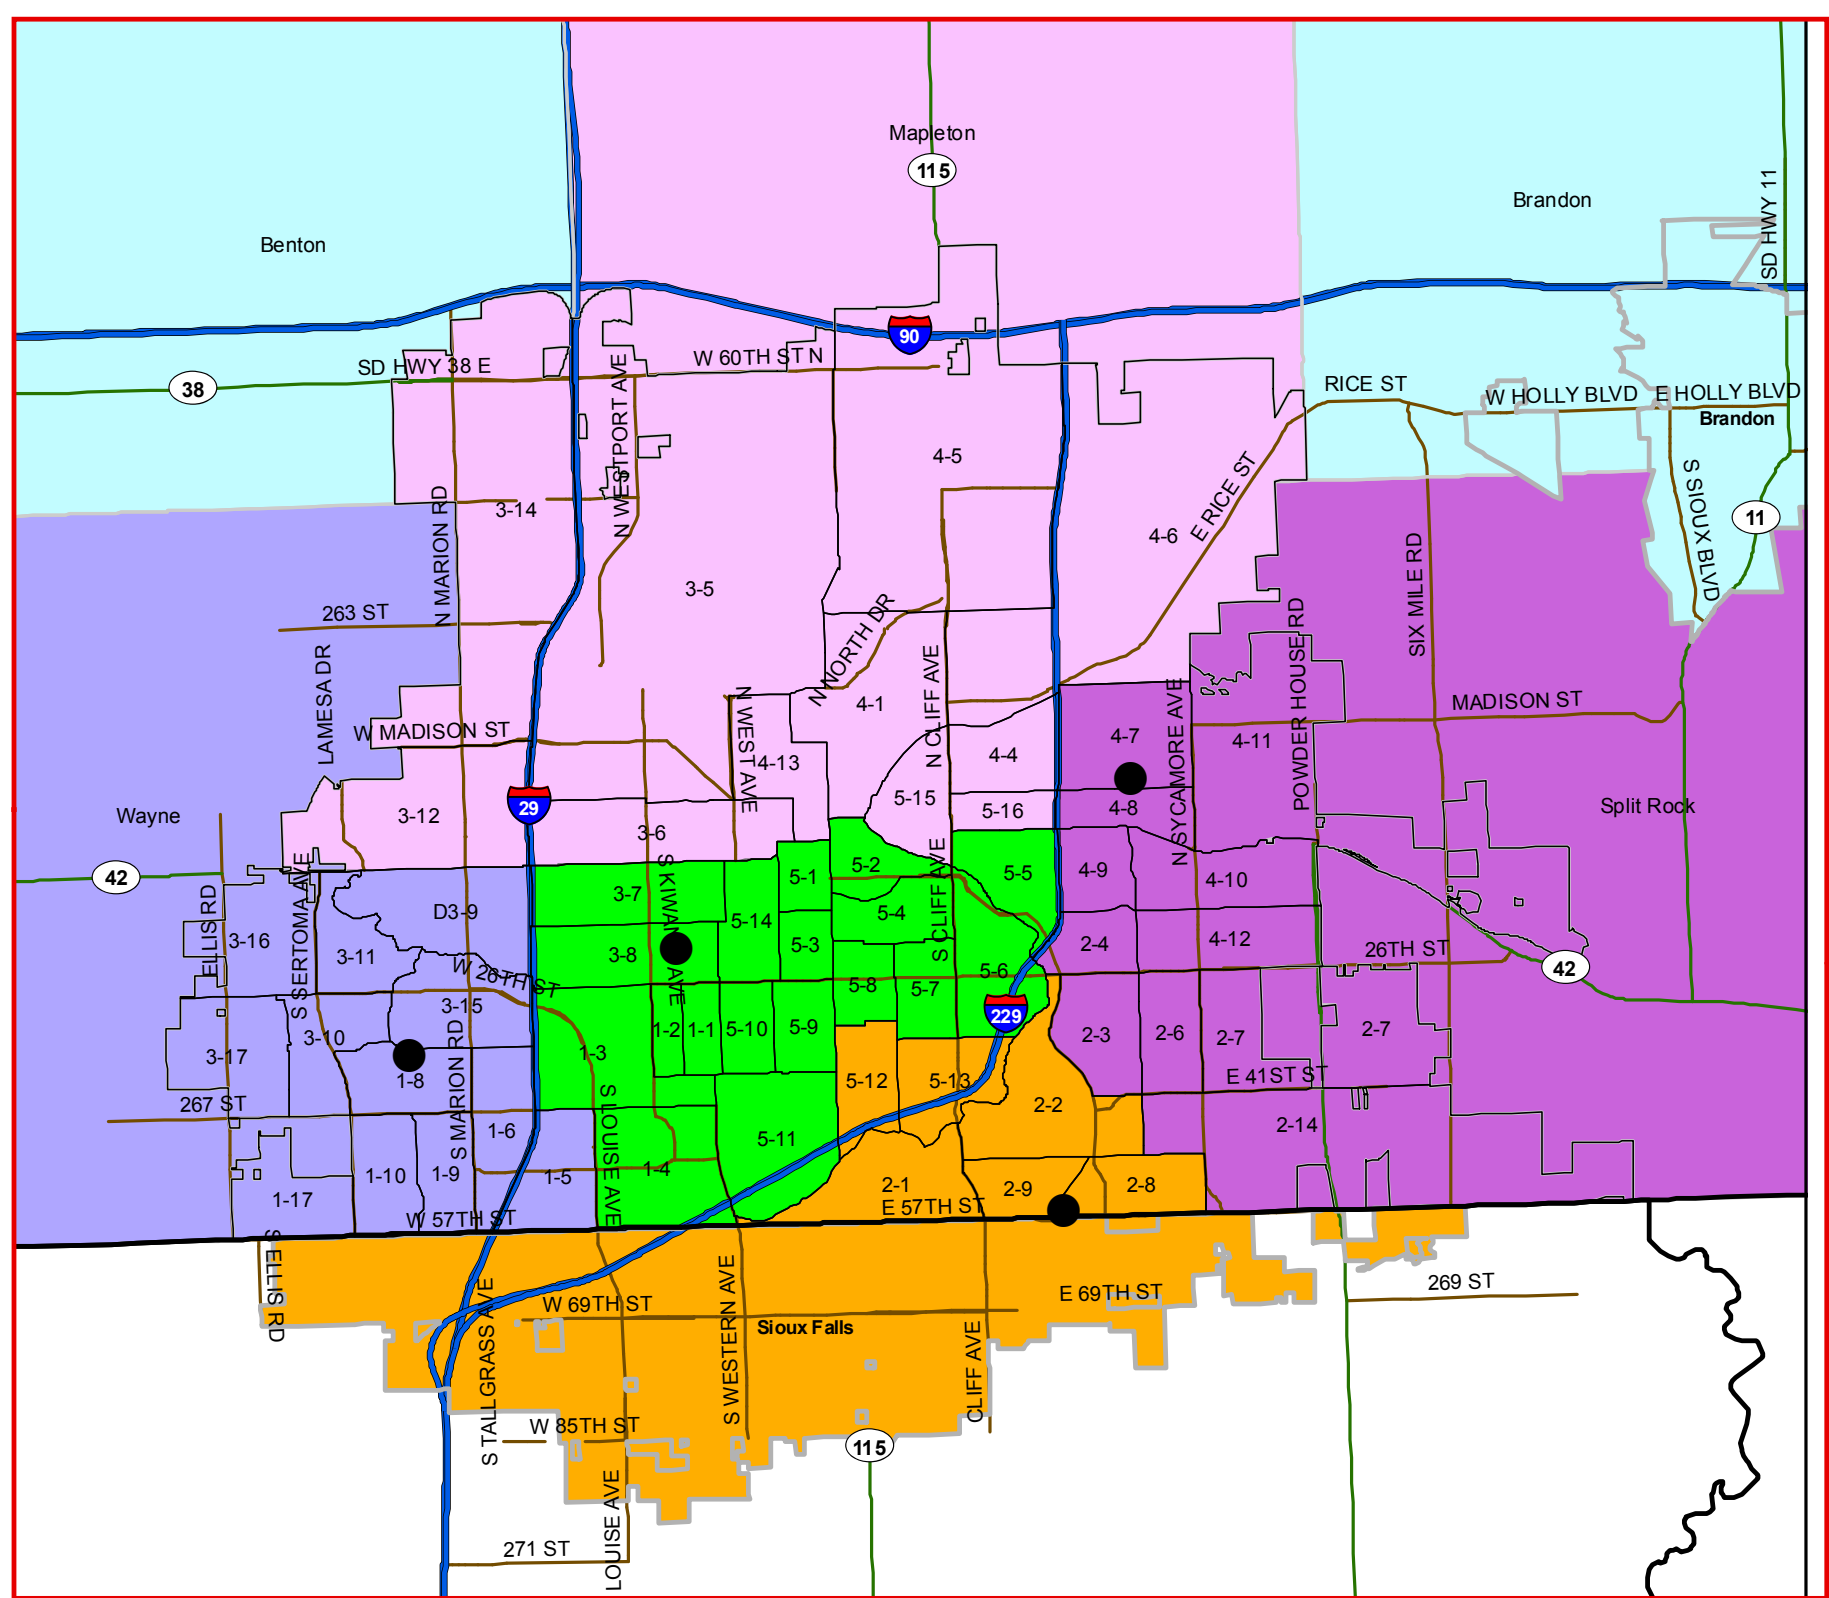 Mapleton
115
SD HWY 11
Brandon
Benton
90
W 60TH ST N
SD HWY 38 E
38
N WESTPORT AVE
RICE ST
W HOLLY BLVD
E HOLLY BLVD
Brandon
4-5
E RICE ST
S SIOUX BLVD
11
3-14
N MARION RD
4-6
SIX MILE RD
3-5
263 ST
N NORTH DR
POWDER HOUSE RD
LAMESA DR
N CLIFF AVE
4-1
N WEST AVE
N SYCAMORE AVE
MADISON ST
W MADISON ST
4-7
4-11
4-4
4-13
5-15
5-16
4-8
29
Wayne
3-12
Split Rock
3-6
42
S SERTOMA AVE
S KIWANIS AVE
5-2
5-1
5-5
S CLIFF AVE
4-9
4-10
3-7
ELLIS RD
D3-9
5-14
5-4
3-16
3-11
3-8
5-3
2-4
4-12
26TH ST
42
W 26TH ST
5-6
5-8
5-7
3-15
229
3-10
1-2
1-1
5-10
5-9
2-3
2-6
2-7
2-7
3-17
S MARION RD
1-3
1-8
5-12
5-13
E 41ST ST
267 ST
S LOUISE AVE
2-2
1-6
5-11
2-14
1-10
1-9
1-5
1-4
2-1
2-9
2-8
1-17
W 57TH ST
E 57TH ST
S ELLIS RD
S TALLGRASS AVE
S WESTERN AVE
E 69TH ST
269 ST
W 69TH ST
Sioux Falls
CLIFF AVE
W 85TH ST
115
LOUISE AVE
271 ST